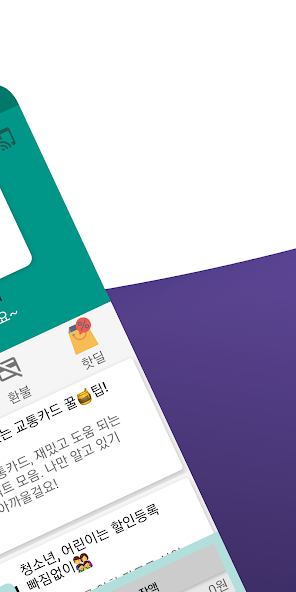 요~
환불
핫딜
는 교통카드 꿀🍯팁!
통카드, 재밌고 도움 되는
모음. 나만 알고 있기
아까울걸요!
청소년, 어린이는 할인등록
빠짐없이👫
잔액
0원